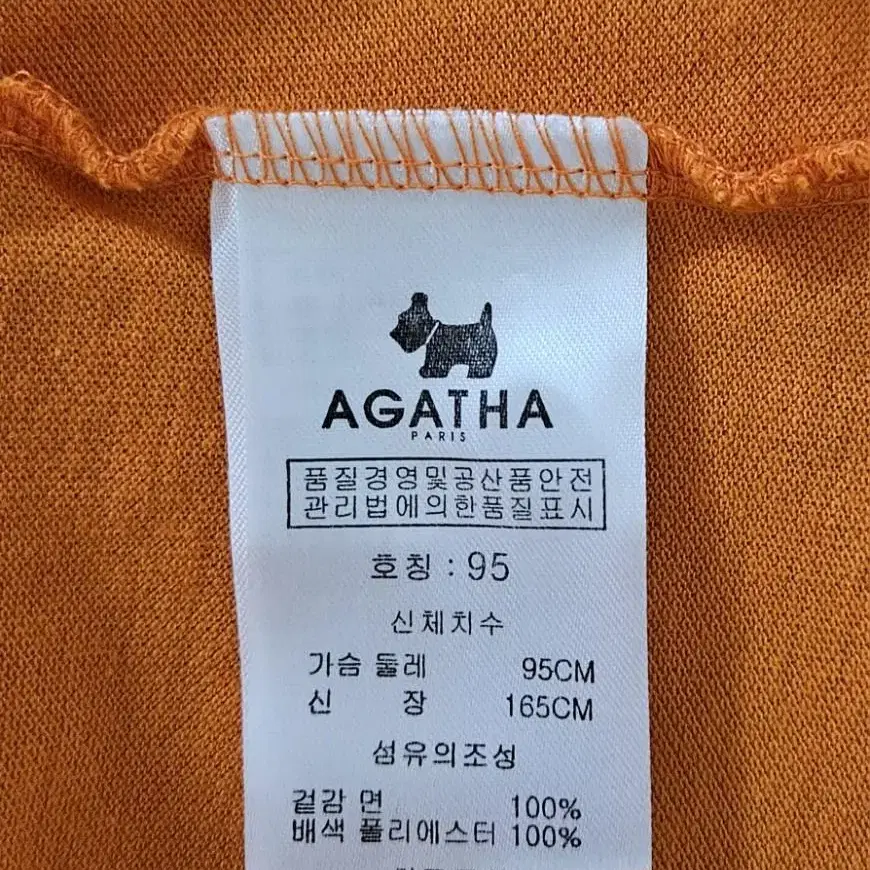 AGATHA
PARIS
품질경영및공산품안전
관리법에의한품질표시
호칭 : 95
신체치수
가슴 둘레 95CM
신 장 165CM
섬유의조성
겉감 면 100%
배색 폴리에스터 100%